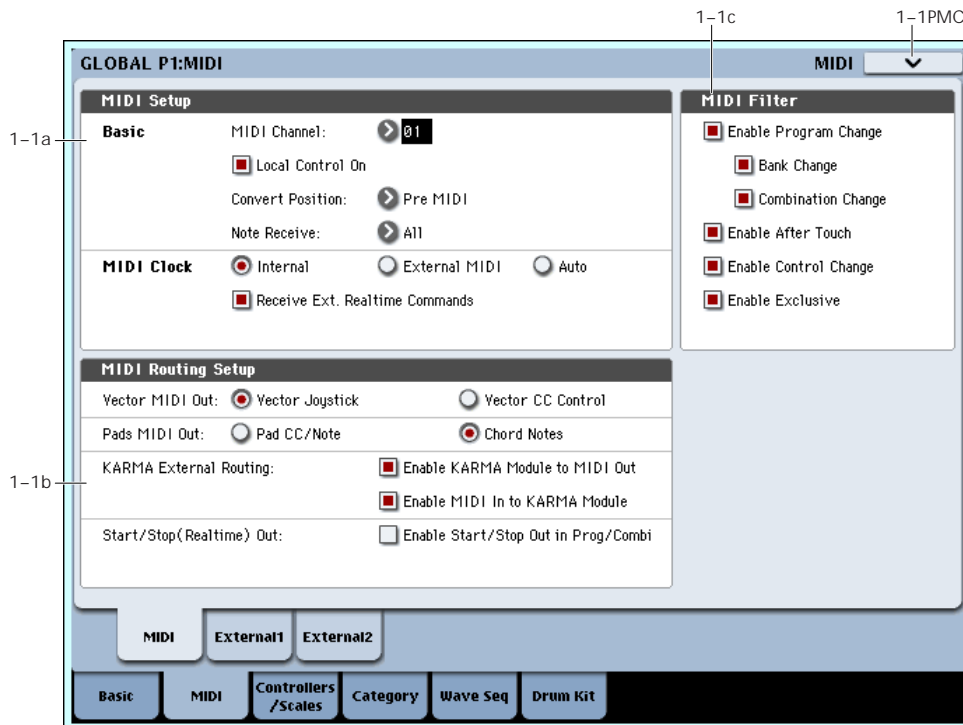 1–1c
1–1PMC
GLOBAL P1:MIDI
MIDI
MIDI Setup
1–1a
Basic
MIDI Channel:
01
Local Control On
Convert Position:
Pre MIDI
Note Receive:
All
MIDI Clock
Internal
External MIDI
Auto
Receive Ext. Realtime Commands
MIDI Filter
Enable Program Change
Bank Change
Combination Change
Enable After Touch
Enable Control Change
Enable Exclusive
MIDI Routing Setup
Vector MIDI Out:
Vector Joystick
Vector CC Control
Pads MIDI Out:
Pad CC/Note
Chord Notes
1–1b
KARMA External Routing:
Enable KARMA Module to MIDI Out
Enable MIDI In to KARMA Module
Start/Stop(Realtime) Out:
Enable Start/Stop Out in Prog/Combi
MIDI
External1
External2
Basic
MIDI
Controllers
/Scales
Category
Wave Seq
Drum Kit